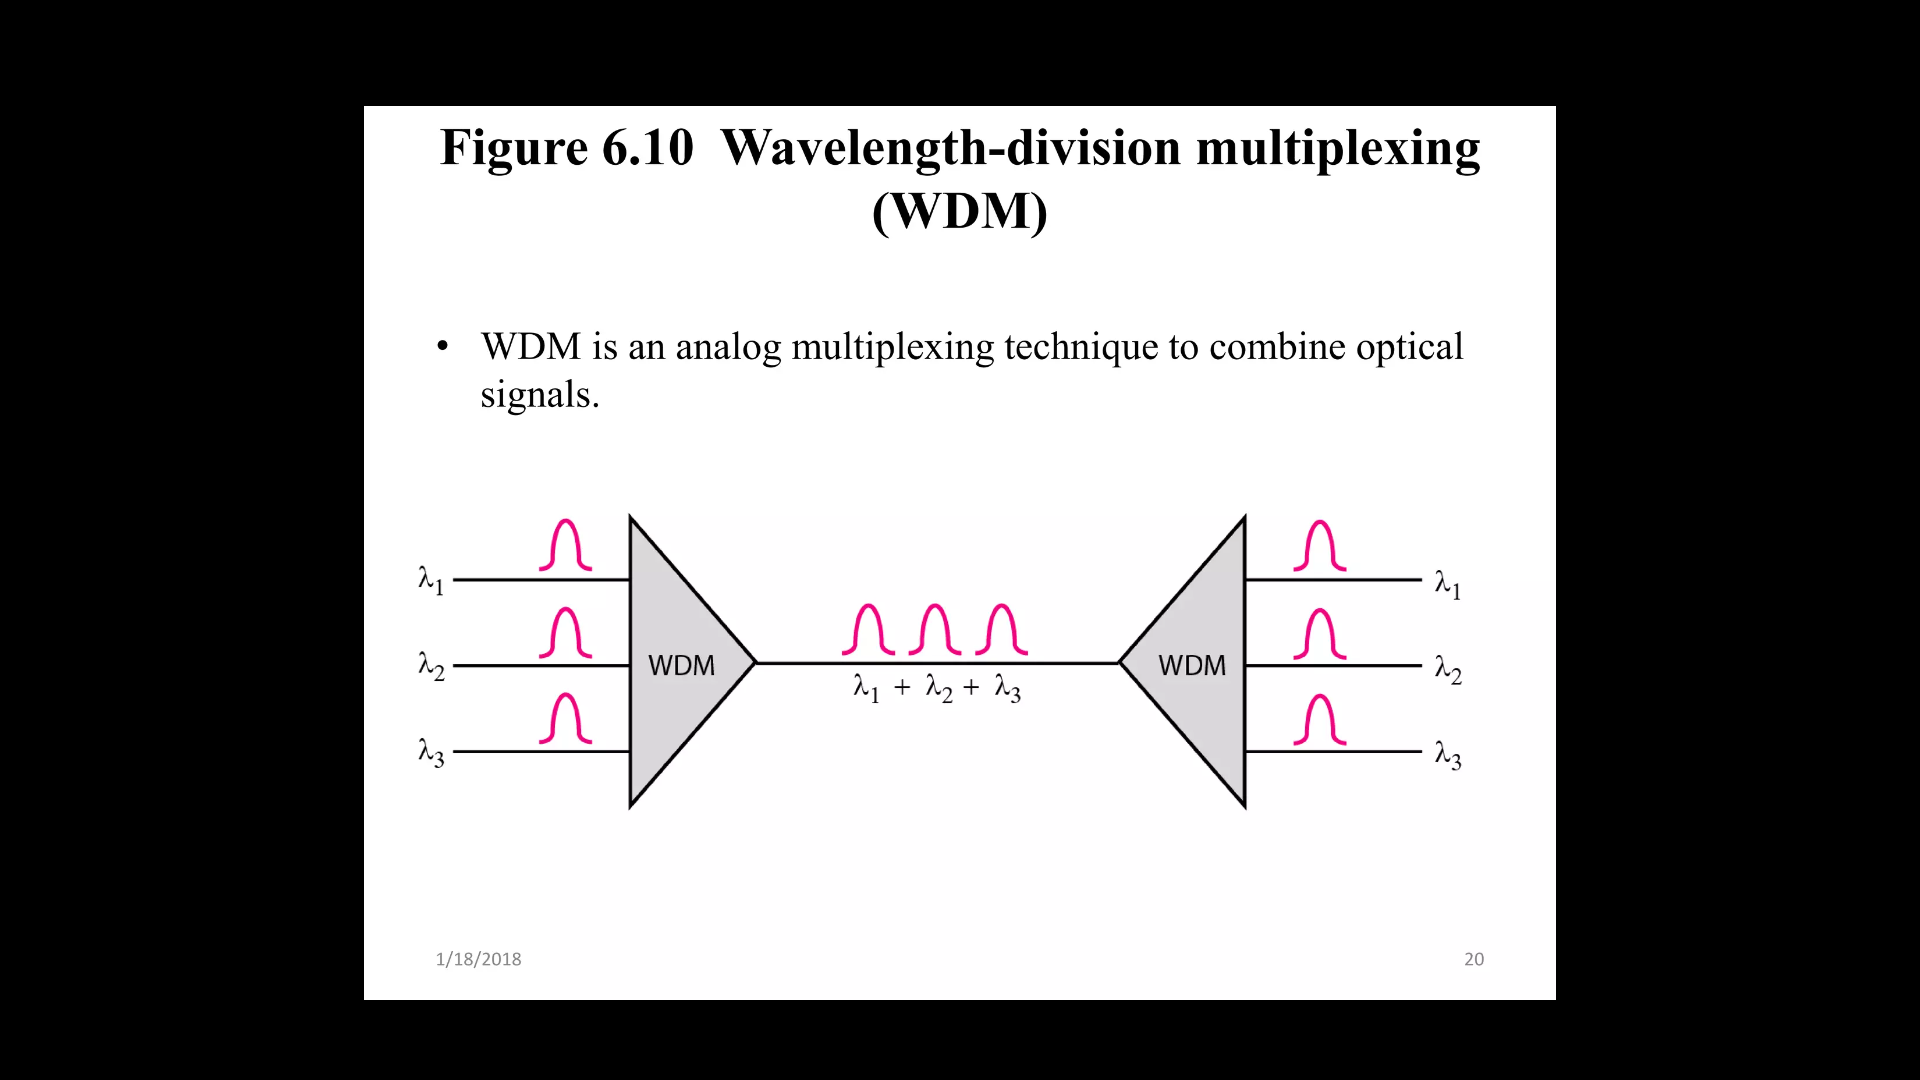 Figure 6.10  Wavelength-division multiplexing
(WDM)
• WDM is an analog multiplexing technique to combine optical
signals.
λ1
λ2
λ3
WDM
λ1 + λ2 + λ3
WDM
λ1
λ2
λ3
1/18/2018
20